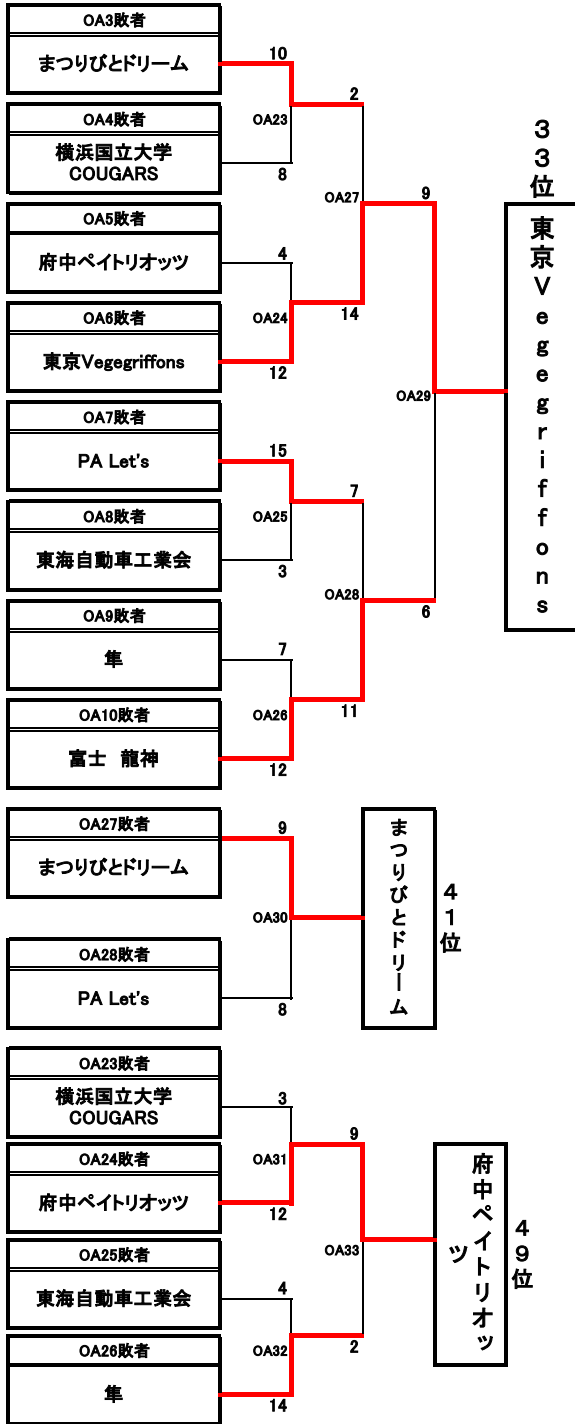 OA3敗者
まつりびとドリーム
10
2
OA4敗者
OA23
横浜国立大学
COUGARS
8
33位
OA5敗者
OA27
9
府中ペイトリオッツ
4
東京Vegegriffons
OA6敗者
OA24
14
東京Vegegriffons
12
OA29
OA7敗者
PA Let's
15
7
OA8敗者
OA25
東海自動車工業会
3
OA9敗者
OA28
6
隼
7
OA10敗者
OA26
11
富士 龍神
12
OA27敗者
まつりびとドリーム
9
まつりびとドリーム
41位
OA30
OA28敗者
PA Let's
8
OA23敗者
横浜国立大学
COUGARS
3
9
OA24敗者
OA31
府中ペイトリオッツ
12
府中ペイトリオッ
ツ
49位
OA25敗者
OA33
東海自動車工業会
4
OA26敗者
OA32
2
隼
14